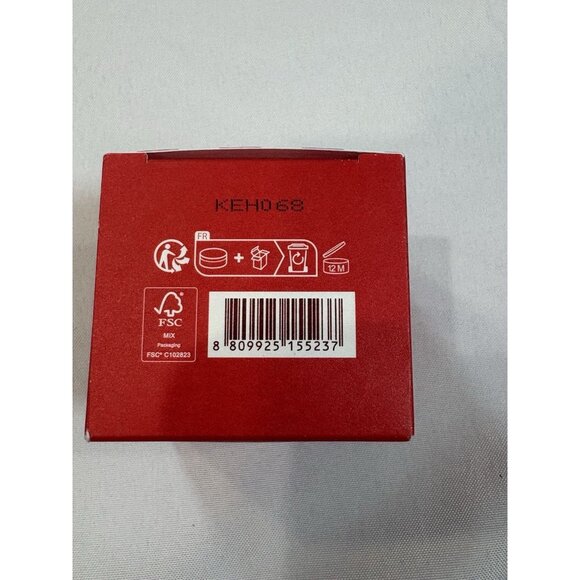 KEH068
FR
12 M
FSC
MIX
Packaging
FSC® C102823
8 809925 155237